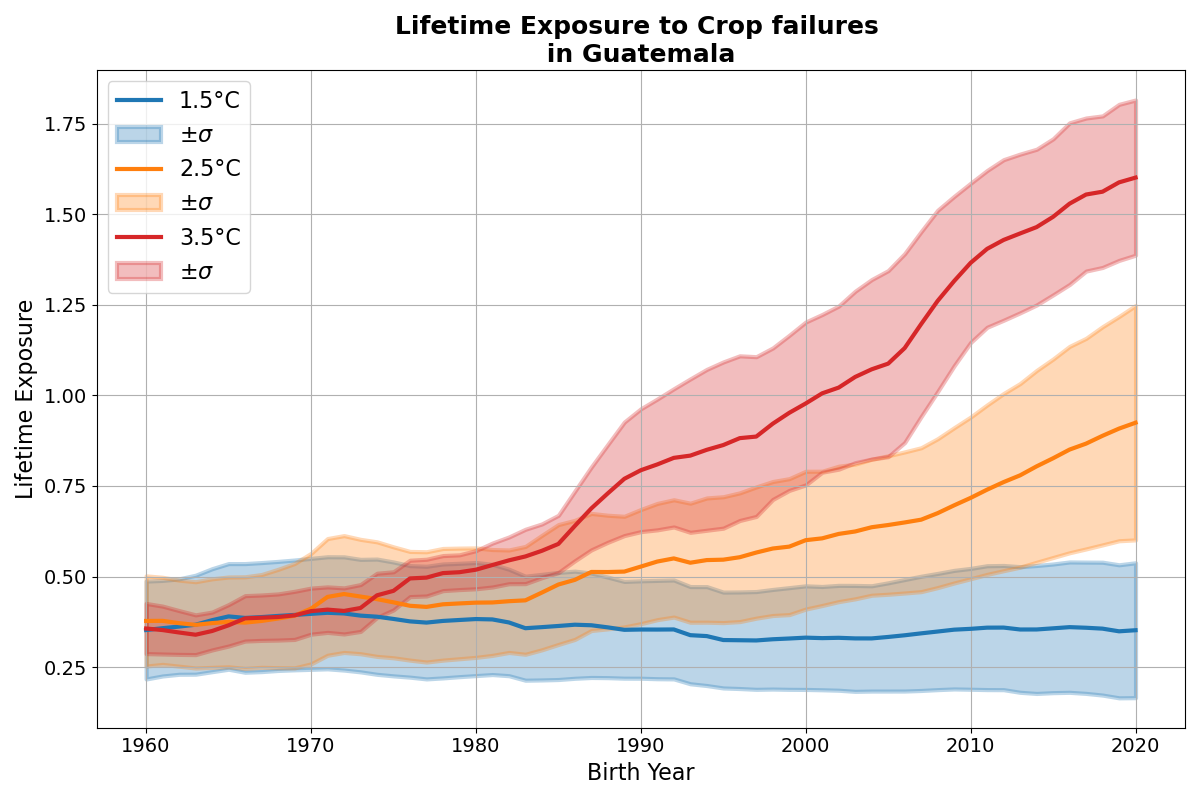 Lifetime Exposure to Crop failures
in Guatemala
1.5°C
±σ
2.5°C
±σ
3.5°C
±σ
Lifetime Exposure
1.75
1.50
1.25
1.00
0.75
0.50
0.25
1960 1970 1980 1990 2000 2010 2020
Birth Year